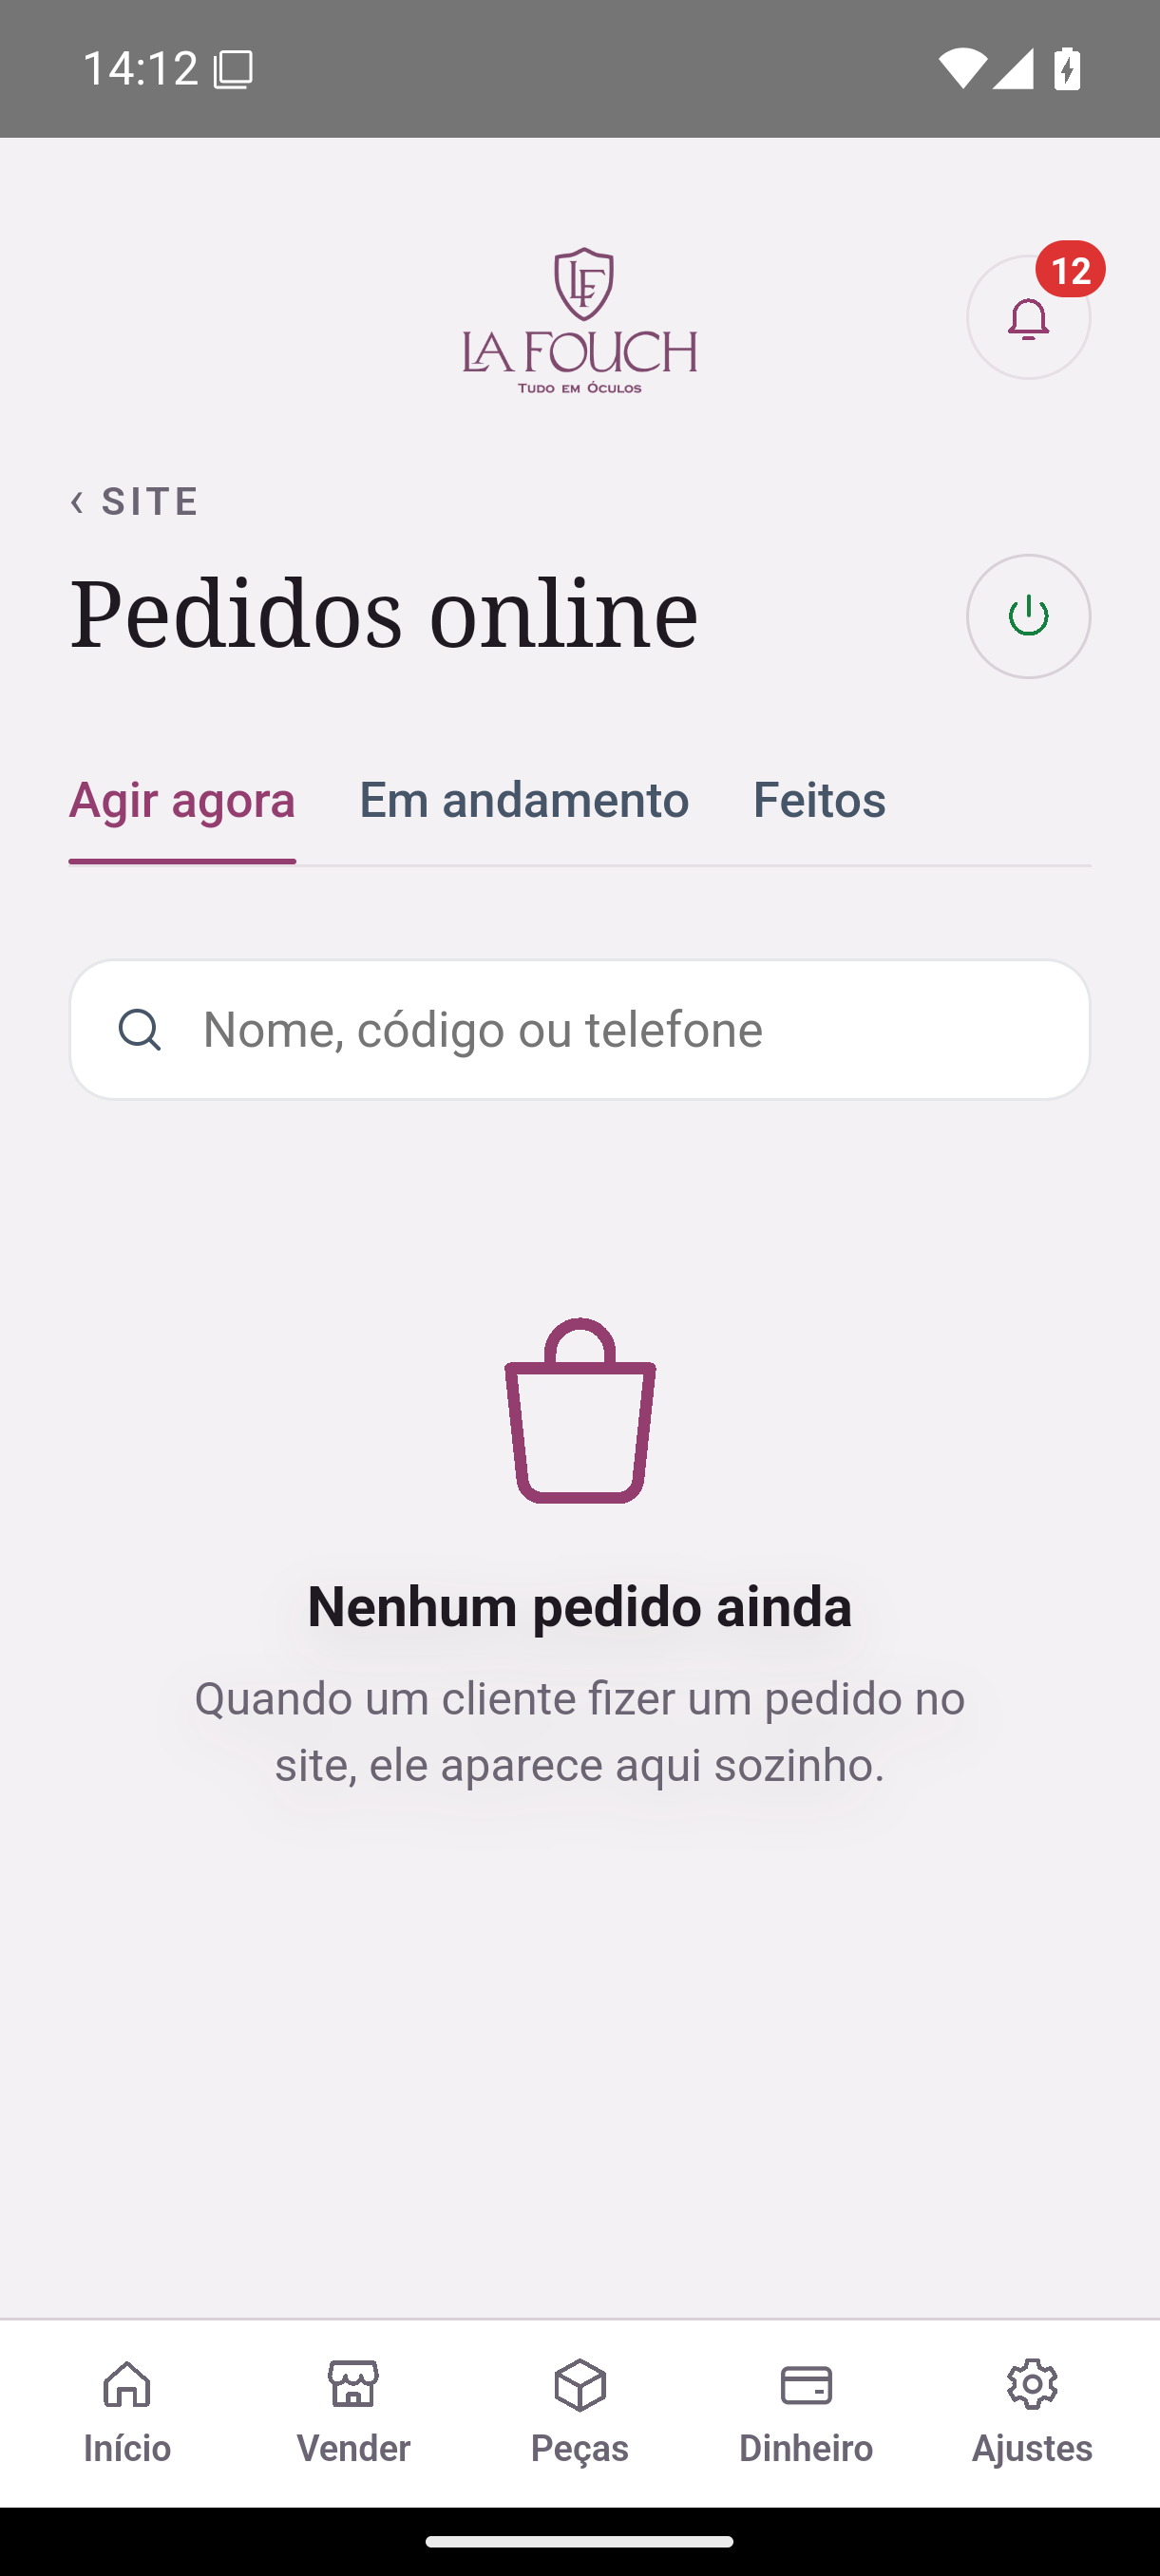 14:12
LF
LA FOUCH
TUDO EM ÓCULOS
12
‹ SITE
Pedidos online
Agir agora Em andamento Feitos
Nome, código ou telefone
Nenhum pedido ainda
Quando um cliente fizer um pedido no
site, ele aparece aqui sozinho.
Início Vender Peças Dinheiro Ajustes